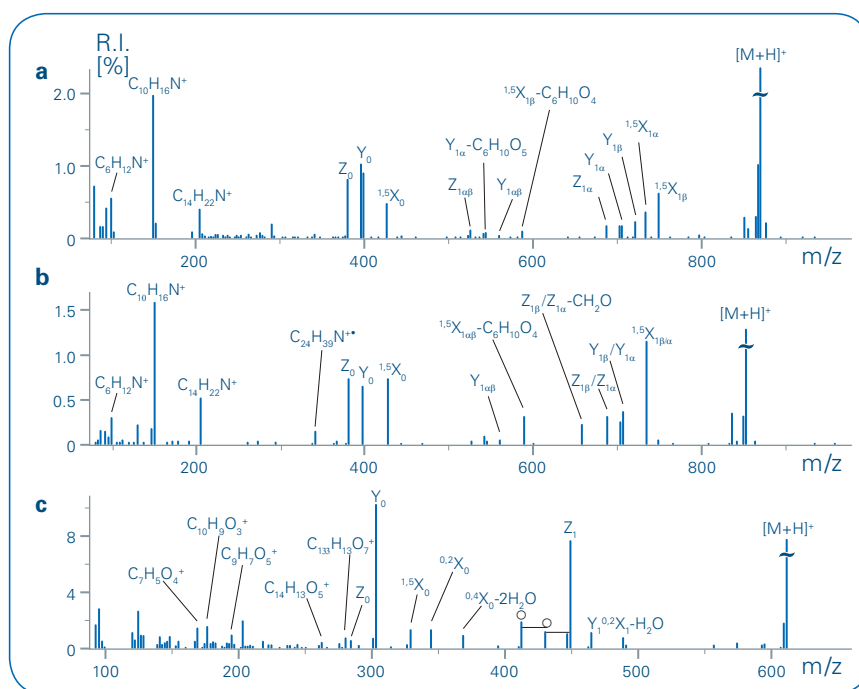 R.I.
[%]
a
[M+H]⁺
C₁₀H₁₆N⁺
2.0
¹,⁵X₁β-C₆H₁₀O₄
Y₁α-C₆H₁₀O₅
¹,⁵X₁α
Y₁β
C₆H₁₂N⁺
Y₀
Y₁α
1.0
Z₀
Z₁αβ
Y₁αβ
Z₁α
¹,⁵X₁β
C₁₄H₂₂N⁺
¹,⁵X₀
0
200 400 600 800 m/z
b
C₁₀H₁₆N⁺
Z₁β/Z₁α-CH₂O
[M+H]⁺
1.5
C₂₄H₃₉N⁺•
¹,⁵X₁αβ-C₆H₁₀O₄
¹,⁵X₁β/α
Y₁β/Y₁α
1.0
C₆H₁₂N⁺
C₁₄H₂₂N⁺
Z₀
Y₀
¹,⁵X₀
Y₁αβ
Z₁β/Z₁α
0.5
0
200 400 600 800 m/z
c
Y₀
8
C₁₀H₉O₃⁺
C₉H₇O₅⁺
C₁₃₃H₁₃O₇⁺
Z₁
[M+H]⁺
C₇H₅O₄⁺
C₁₄H₁₃O₅⁺
Z₀
¹,⁵X₀
⁰,²X₀
⁰,⁴X₀-2H₂O
4
Y₁⁰,²X₁-H₂O
0
100 200 300 400 500 600 m/z